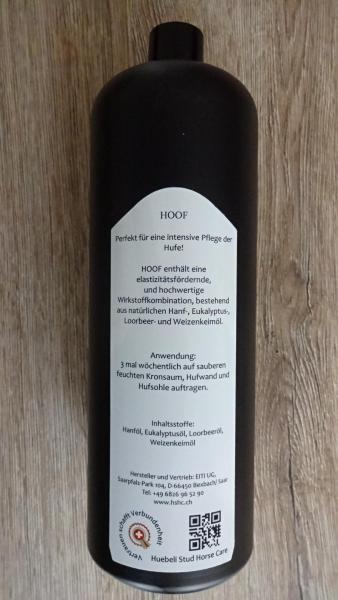 HOOF
Perfekt für eine intensive Pflege der
Hufe!
HOOF enthält eine
elastizitätsfördernde,
und hochwertige
Wirkstoffkombination, bestehend
aus natürlichen Hanf-, Eukalyptus-,
Loorbeer- und Weizenkeimöl.
Anwendung:
3 mal wöchentlich auf sauberen
feuchten Kronsaum, Hufwand und
Hufsohle auftragen.
Inhaltsstoffe:
Hanföl, Eukalyptusöl, Loorbeeröl,
Weizenkeimöl
Hersteller und Vertrieb: EITI UG,
Saarpfalz-Park 104, D-66450 Bexbach/ Saar
Tel: +49 6826 96 52 90
www.hshc.ch
Vertrauen schafft Verbundenheit
Huebeli Stud Horse Care